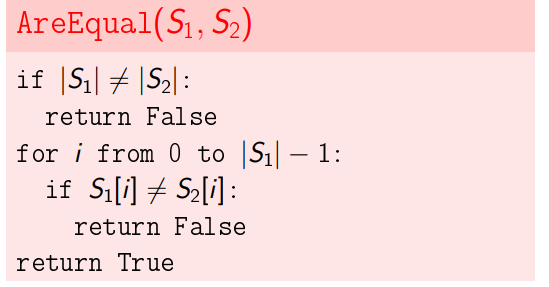 AreEqual(S₁, S₂)
if |S₁| ≠ |S₂|:
return False
for i from 0 to |S₁| − 1:
if S₁[i] ≠ S₂[i]:
return False
return True